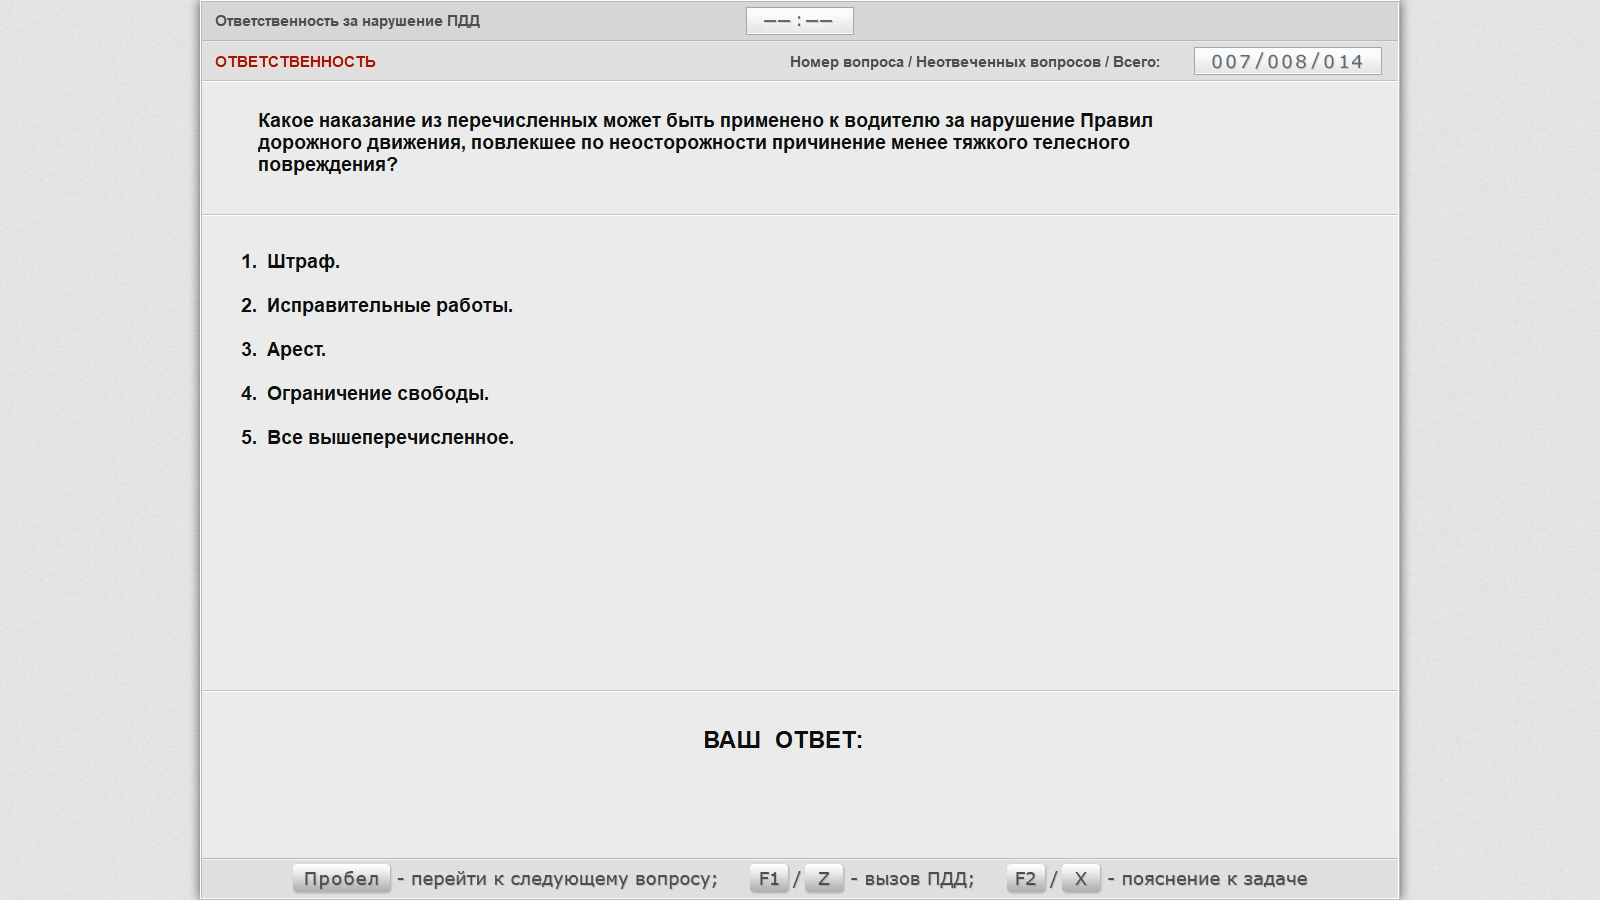 Ответственность за нарушение ПДД
––:––
ОТВЕТСТВЕННОСТЬ
Номер вопроса / Неотвеченных вопросов / Всего:
007/008/014
Какое наказание из перечисленных может быть применено к водителю за нарушение Правил
дорожного движения, повлекшее по неосторожности причинение менее тяжкого телесного
повреждения?
1. Штраф.
2. Исправительные работы.
3. Арест.
4. Ограничение свободы.
5. Все вышеперечисленное.
ВАШ ОТВЕТ:
Пробел - перейти к следующему вопросу; F1 / Z - вызов ПДД; F2 / X - пояснение к задаче